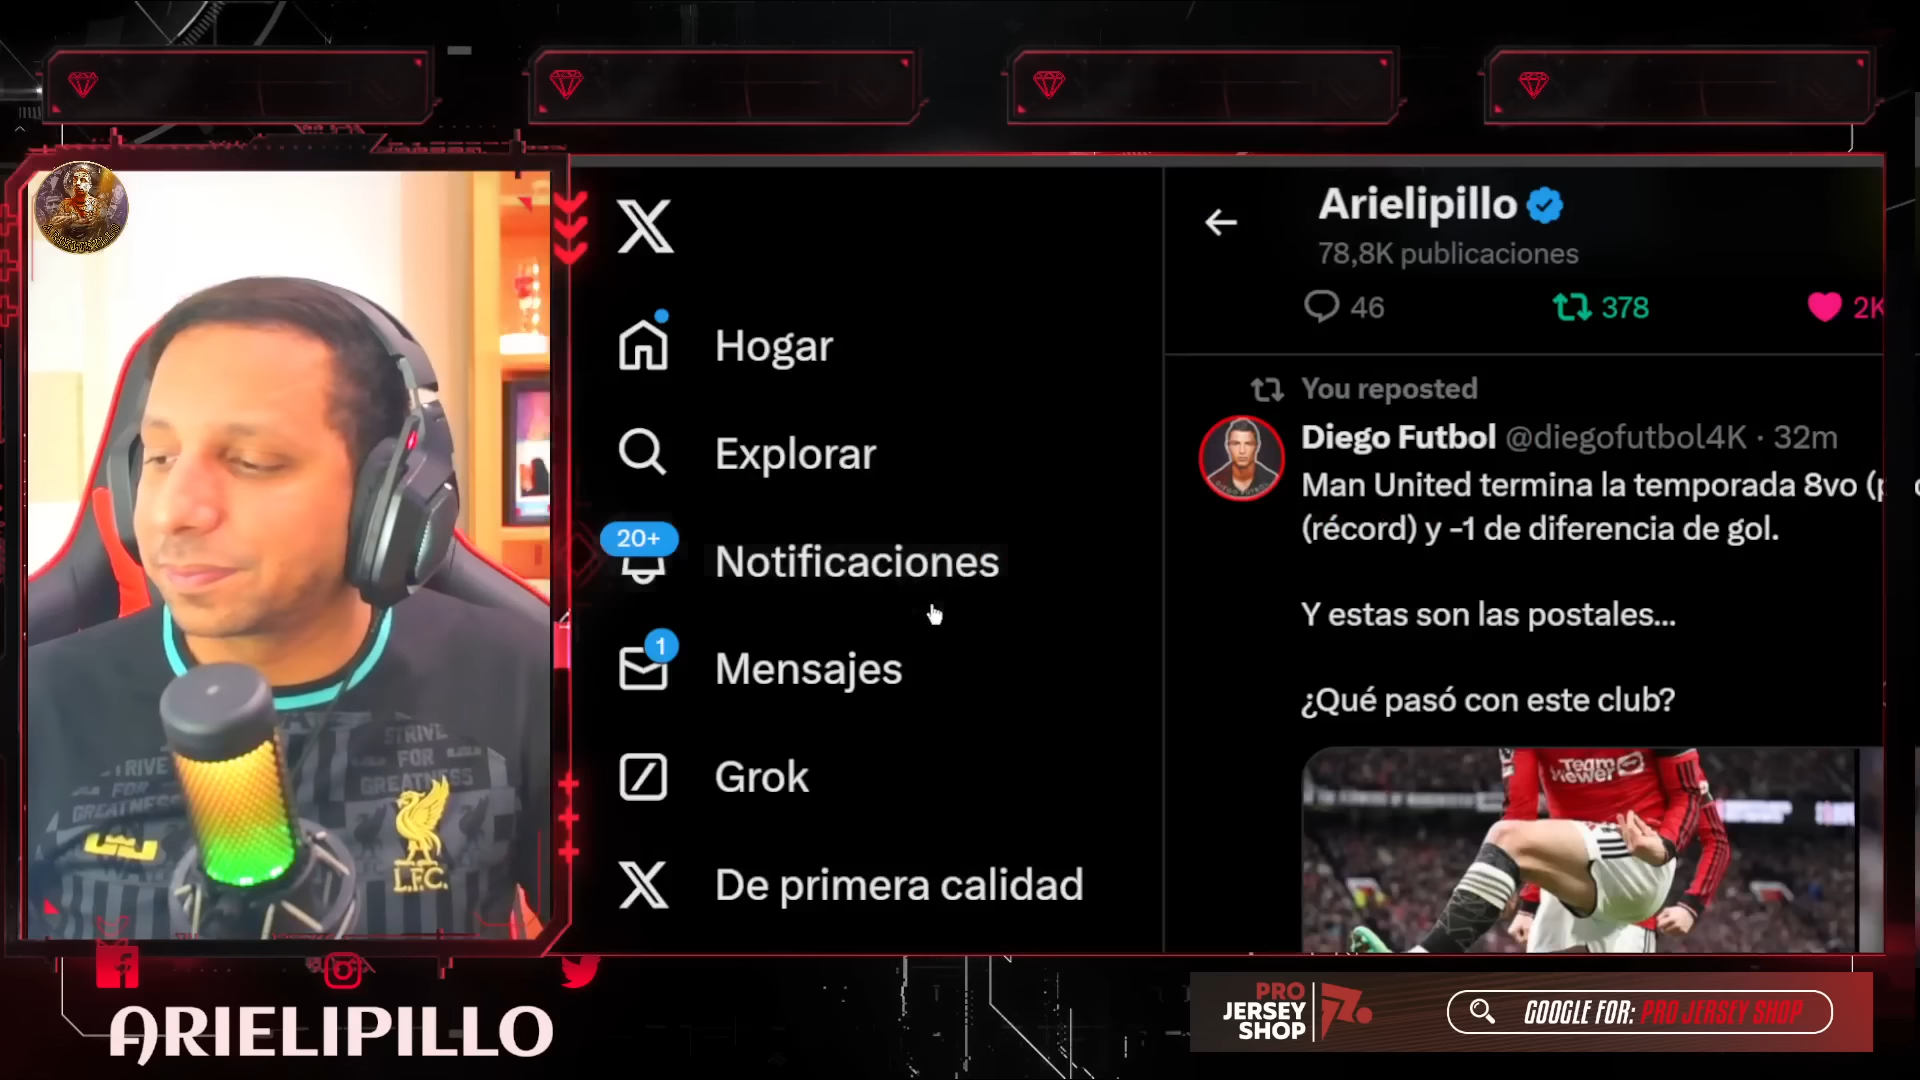 Arielipillo
78,8K publicaciones
46
378
2K
Hogar
Explorar
20+
Notificaciones
1
Mensajes
Grok
De primera calidad
You reposted
Diego Futbol @diegofutbol4K · 32m
Man United termina la temporada 8vo
(récord) y -1 de diferencia de gol.
Y estas son las postales...
¿Qué pasó con este club?
Team
Viewer
STRIVE
FOR
GREATNESS
L.F.C.
ARIELIPILLO
PRO
JERSEY
SHOP
GOOGLE FOR: PRO JERSEY SHOP